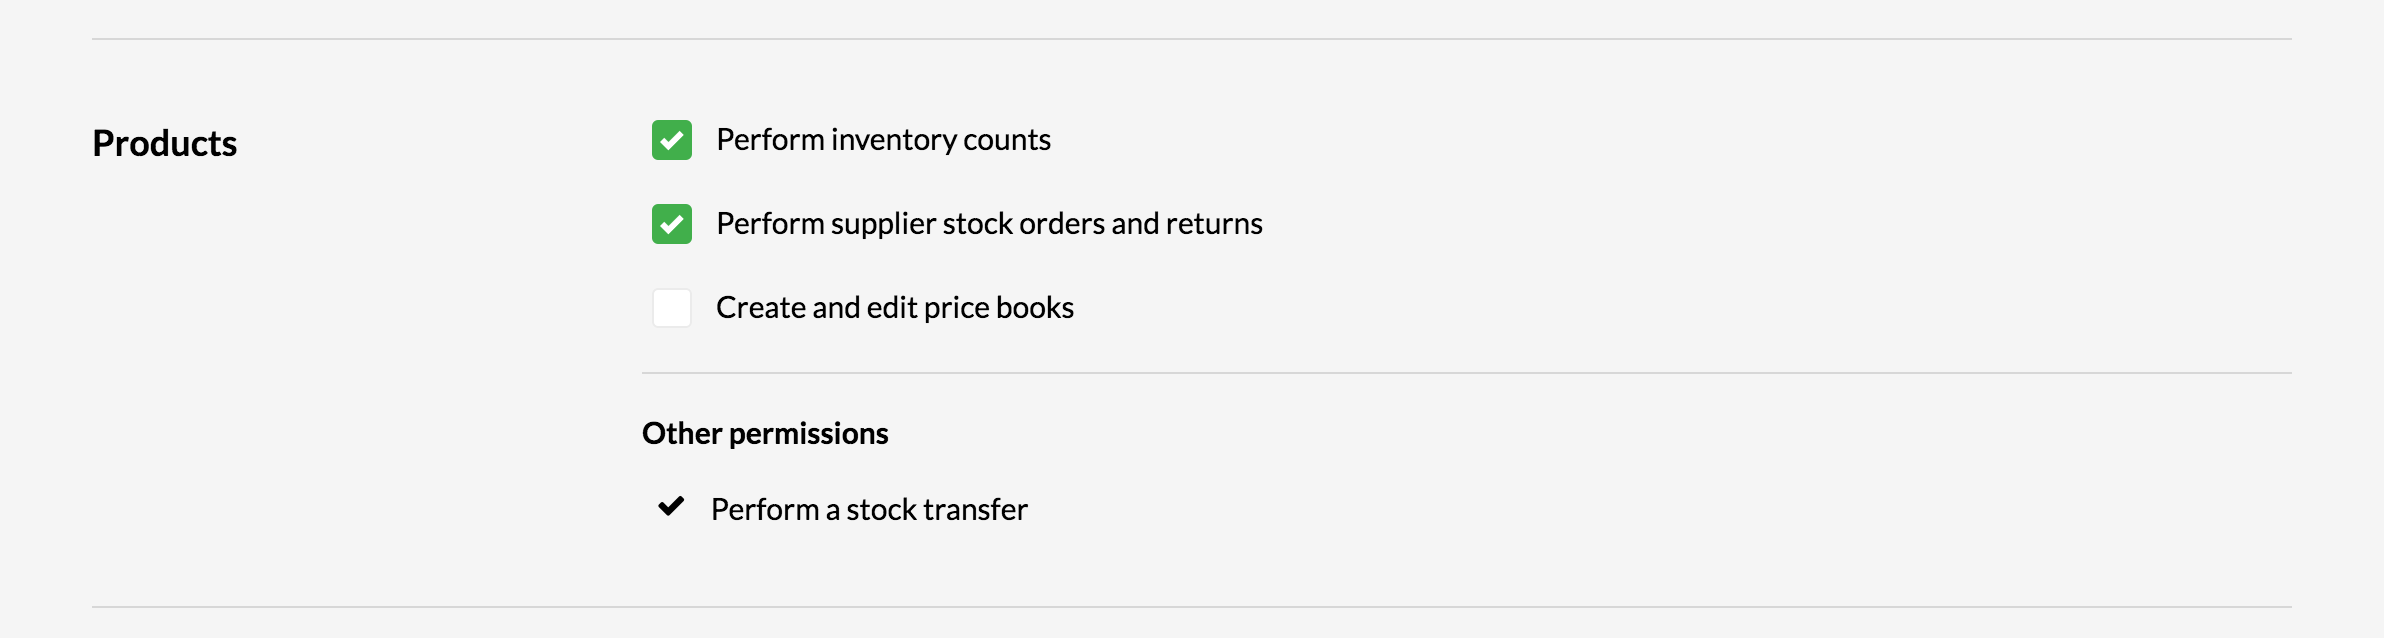 Products
Perform inventory counts
Perform supplier stock orders and returns
Create and edit price books
Other permissions
Perform a stock transfer